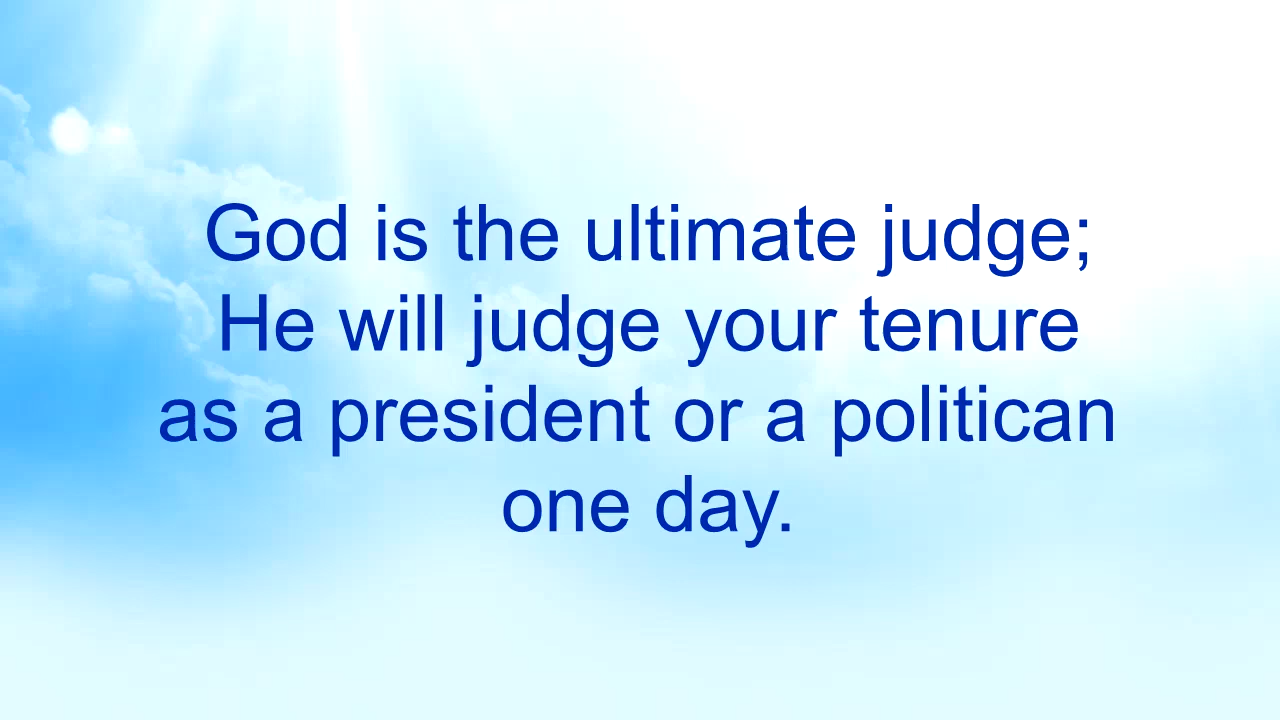 God is the ultimate judge;
He will judge your tenure
as a president or a politican
one day.